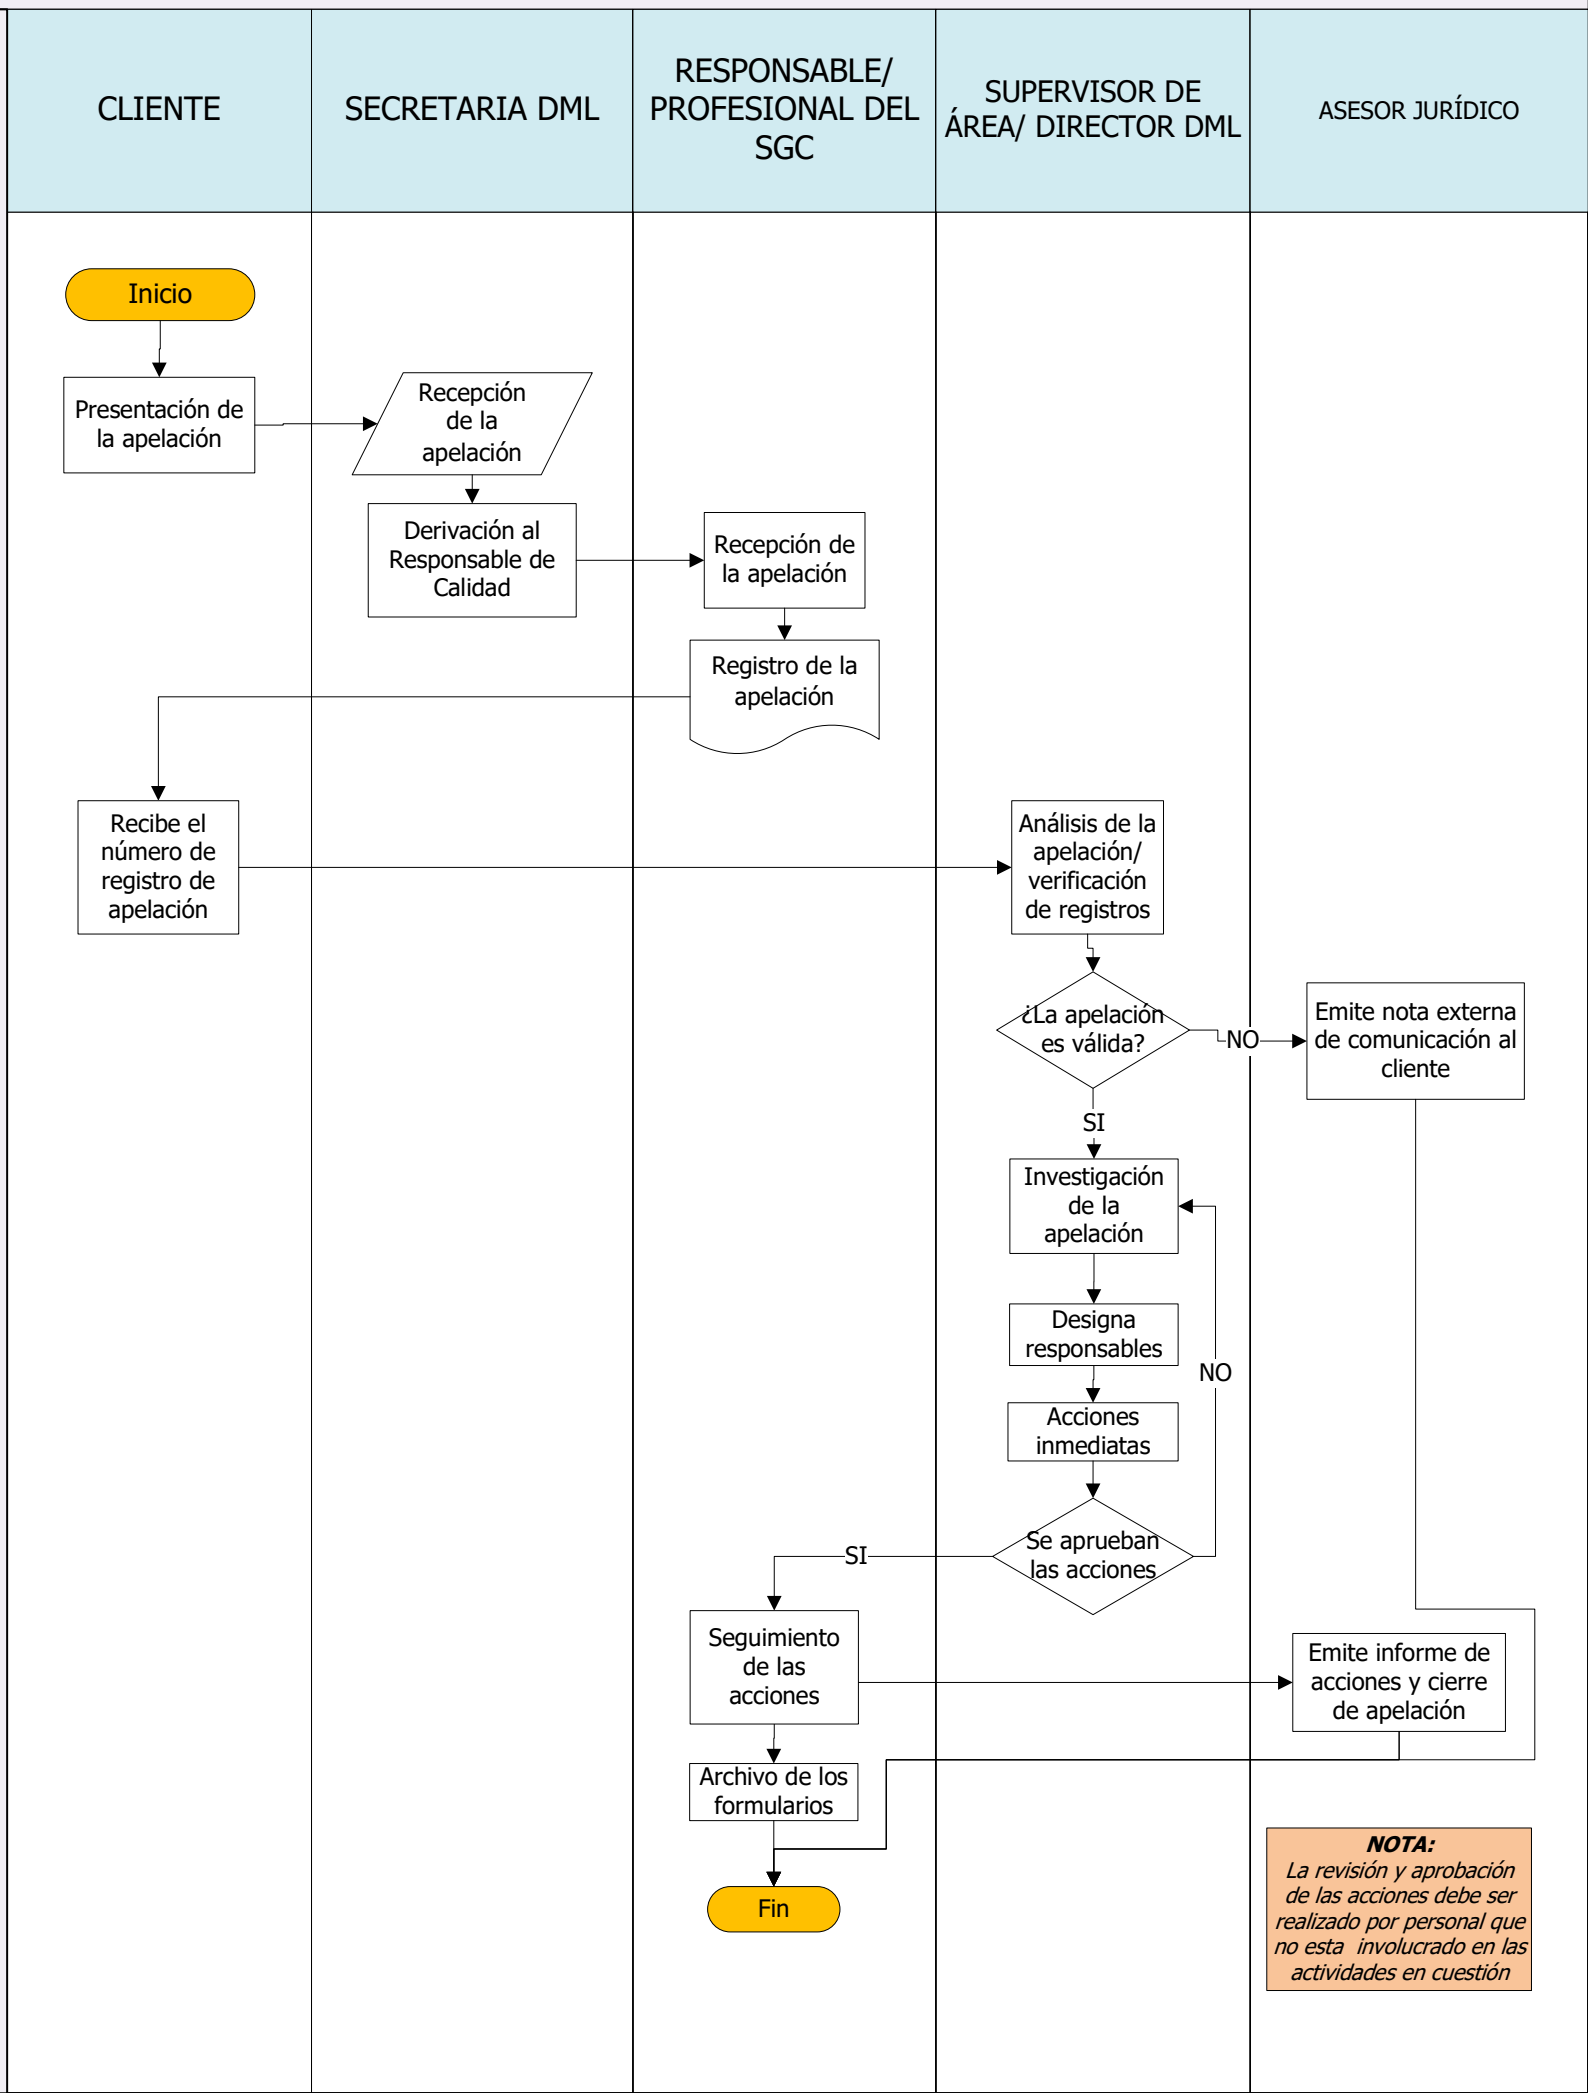 CLIENTE
SECRETARIA DML
RESPONSABLE/
PROFESIONAL DEL
SGC
SUPERVISOR DE
ÁREA/ DIRECTOR DML
ASESOR JURÍDICO
Inicio
Presentación de
la apelación
Recepción
de la
apelación
Derivación al
Responsable de
Calidad
Recepción de
la apelación
Registro de la
apelación
Recibe el
número de
registro de
apelación
Análisis de la
apelación/
verificación
de registros
¿La apelación
es válida?
NO
Emite nota externa
de comunicación al
cliente
SI
Investigación
de la
apelación
Designa
responsables
NO
Acciones
inmediatas
Se aprueban
las acciones
SI
Seguimiento
de las
acciones
Emite informe de
acciones y cierre
de apelación
Archivo de los
formularios
Fin
NOTA:
La revisión y aprobación
de las acciones debe ser
realizado por personal que
no esta  involucrado en las
actividades en cuestión